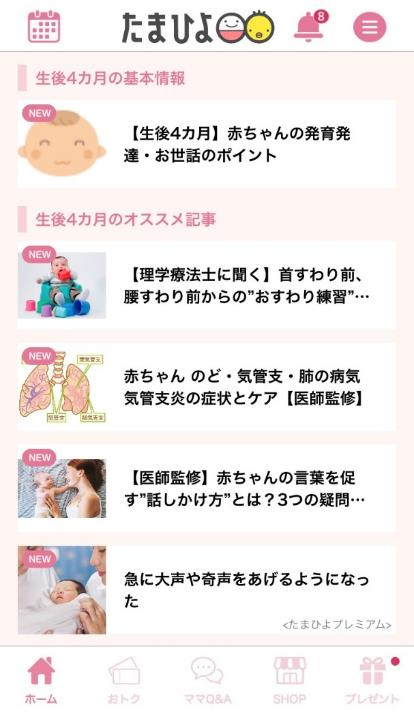 たまひよ
8
生後4カ月の基本情報
NEW
【生後4カ月】赤ちゃんの発育発
達・お世話のポイント
生後4カ月のオススメ記事
NEW
【理学療法士に聞く】首すわり前、
腰すわり前からの”おすわり練習”…
NEW
赤ちゃん のど・気管支・肺の病気
気管支炎の症状とケア【医師監修】
NEW
【医師監修】赤ちゃんの言葉を促
す”話しかけ方”とは？3つの疑問…
NEW
急に大声や奇声をあげるようになっ
た
<たまひよプレミアム>
ホーム
おトク
ママQ&A
SHOP
プレゼント